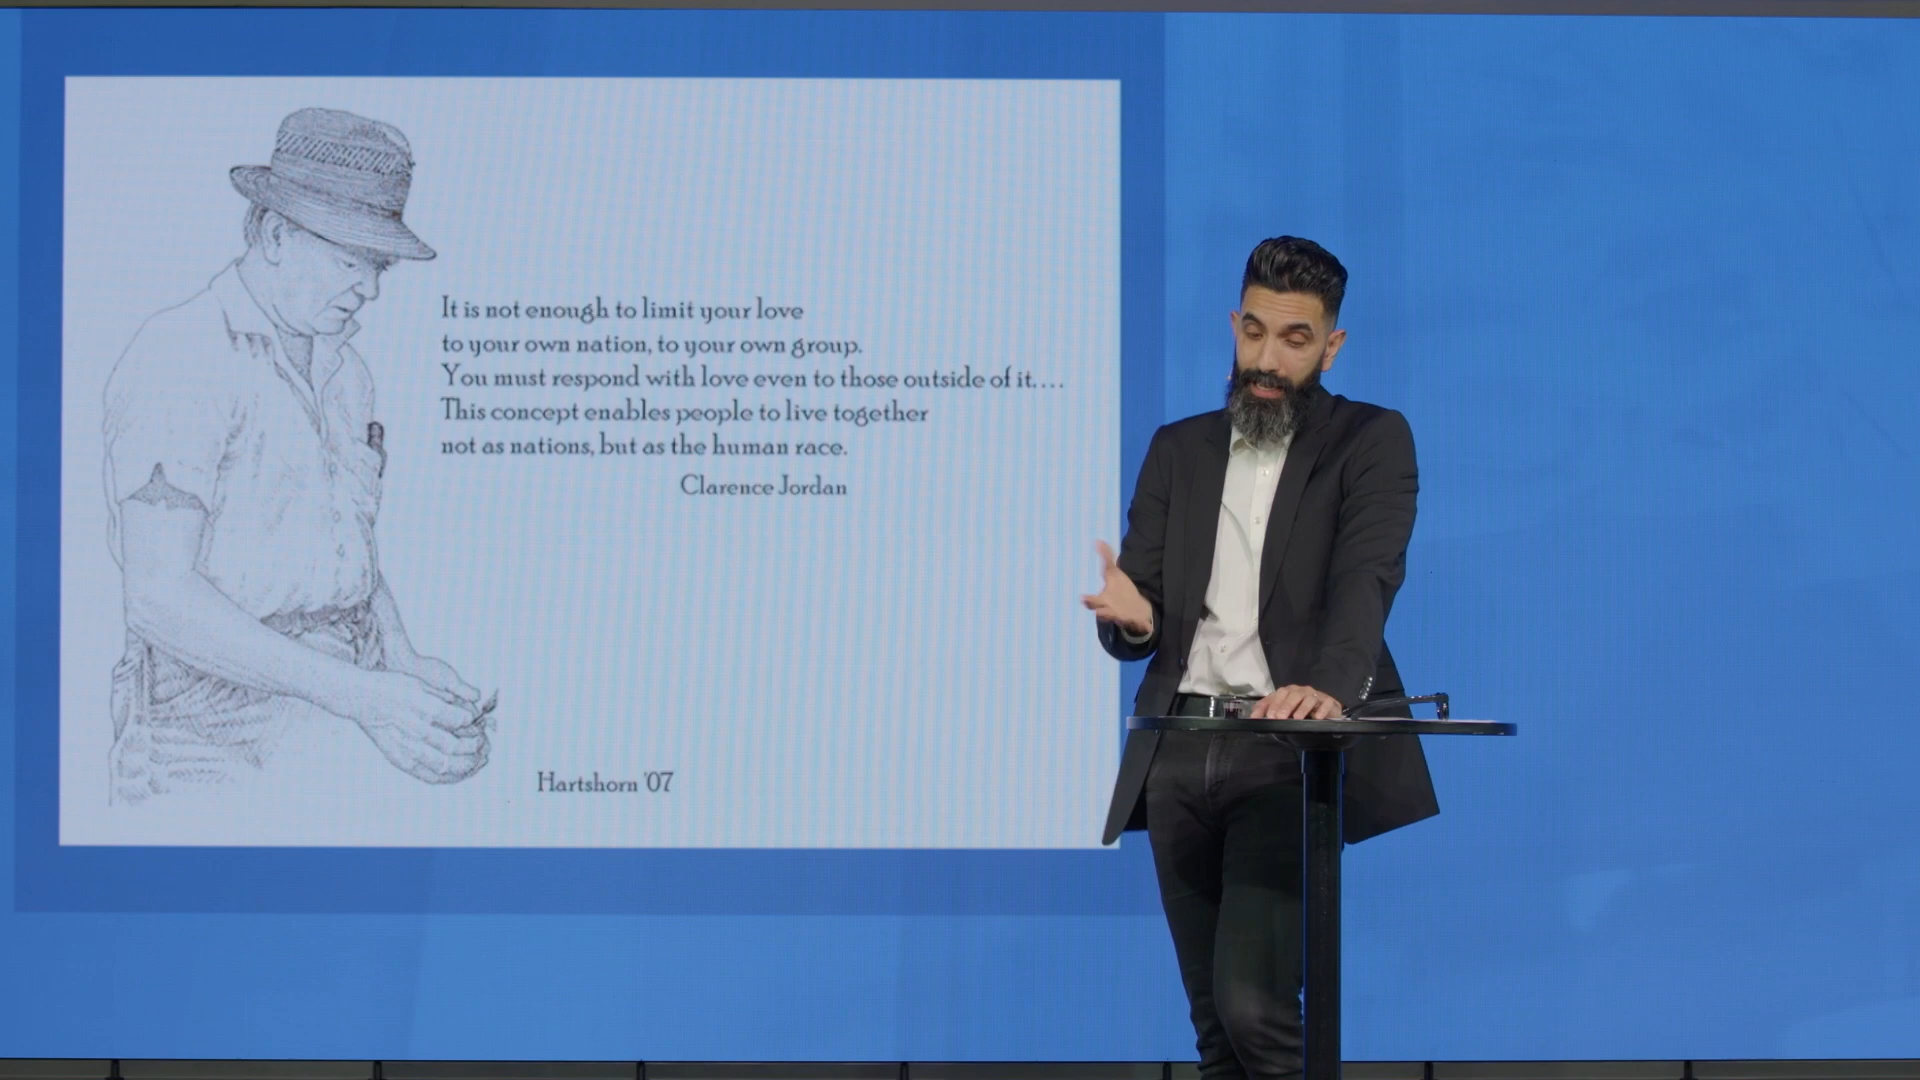 It is not enough to limit your love
to your own nation, to your own group.
You must respond with love even to those outside of it....
This concept enables people to live together
not as nations, but as the human race.
Clarence Jordan
Hartshorn '07